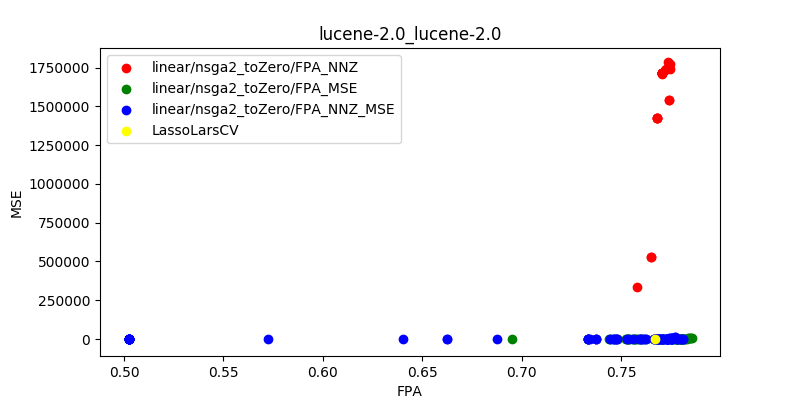 lucene-2.0_lucene-2.0
linear/nsga2_toZero/FPA_NNZ
linear/nsga2_toZero/FPA_MSE
linear/nsga2_toZero/FPA_NNZ_MSE
LassoLarsCV
MSE
1750000
1500000
1250000
1000000
750000
500000
250000
0
0.50 0.55 0.60 0.65 0.70 0.75
FPA